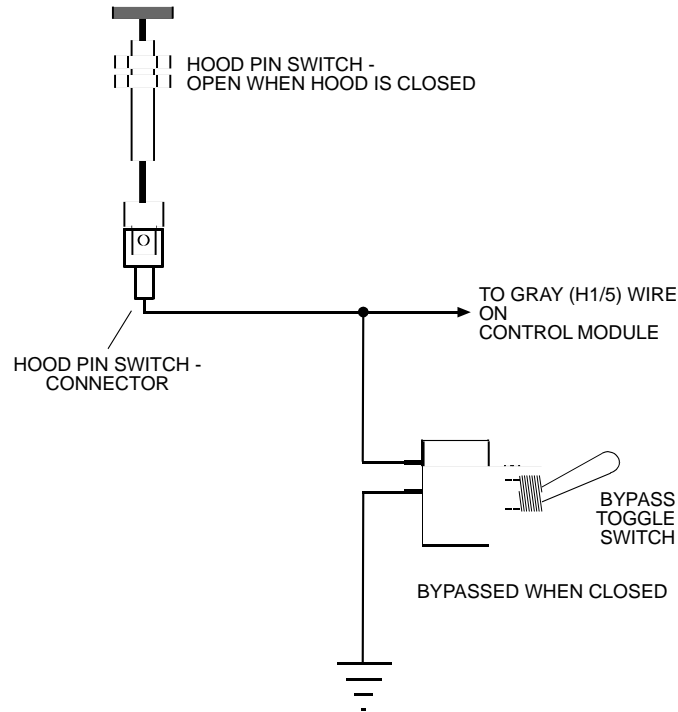 HOOD PIN SWITCH -
OPEN WHEN HOOD IS CLOSED
TO GRAY (H1/5) WIRE
ON
CONTROL MODULE
HOOD PIN SWITCH -
CONNECTOR
BYPASS
TOGGLE
SWITCH
BYPASSED WHEN CLOSED